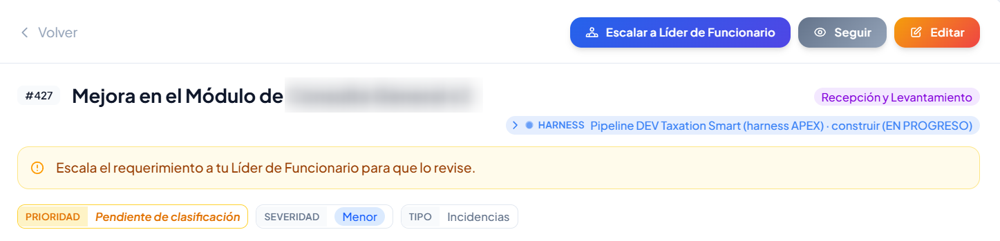 Volver
Escalar a Líder de Funcionario
Seguir
Editar
#427 Mejora en el Módulo de
Recepción y Levantamiento
HARNESS Pipeline DEV Taxation Smart (harness APEX) · construir (EN PROGRESO)
Escala el requerimiento a tu Líder de Funcionario para que lo revise.
PRIORIDAD Pendiente de clasificación
SEVERIDAD Menor
TIPO Incidencias